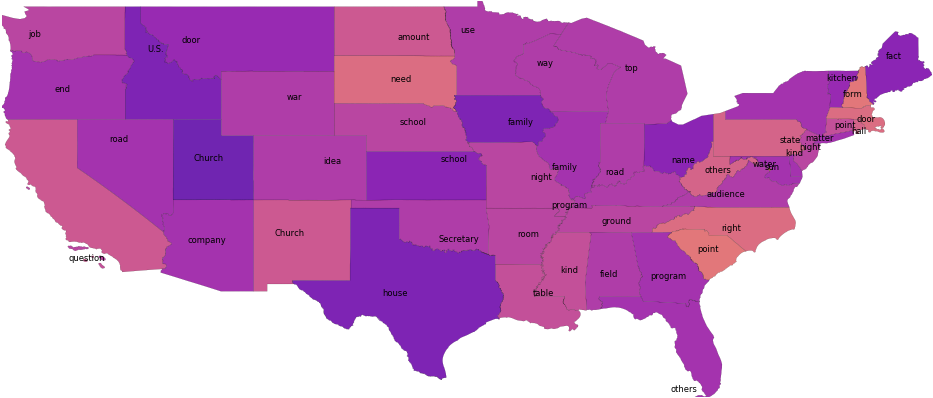 job
U.S.
door
amount
use
way
top
fact
kitchen
form
end
war
need
road
school
family
point
door
hall
state
matter
night
kind
Church
idea
school
night
family
road
name
others
water
sun
audience
program
company
Church
Secretary
room
ground
right
point
question
house
table
kind
field
program
others